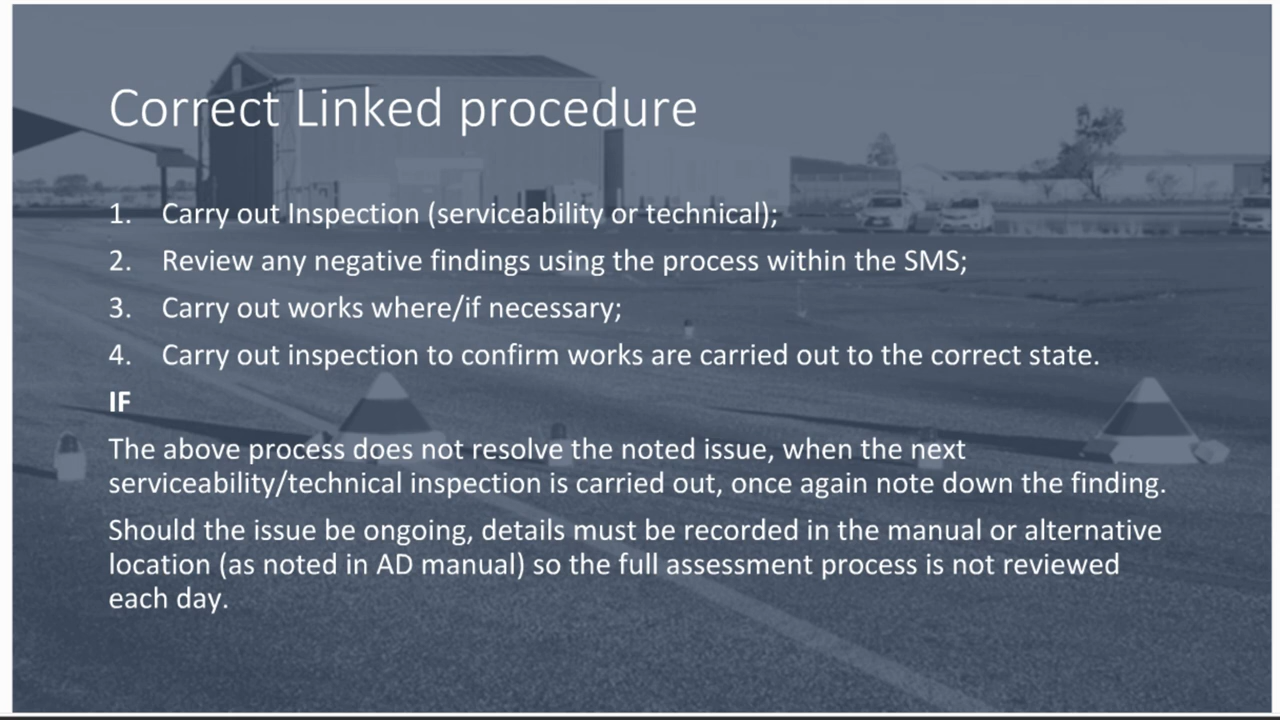 Correct Linked procedure
1. Carry out Inspection (serviceability or technical);
2. Review any negative findings using the process within the SMS;
3. Carry out works where/if necessary;
4. Carry out inspection to confirm works are carried out to the correct state.
IF
The above process does not resolve the noted issue, when the next
serviceability/technical inspection is carried out, once again note down the finding.
Should the issue be ongoing, details must be recorded in the manual or alternative
location (as noted in AD manual) so the full assessment process is not reviewed
each day.